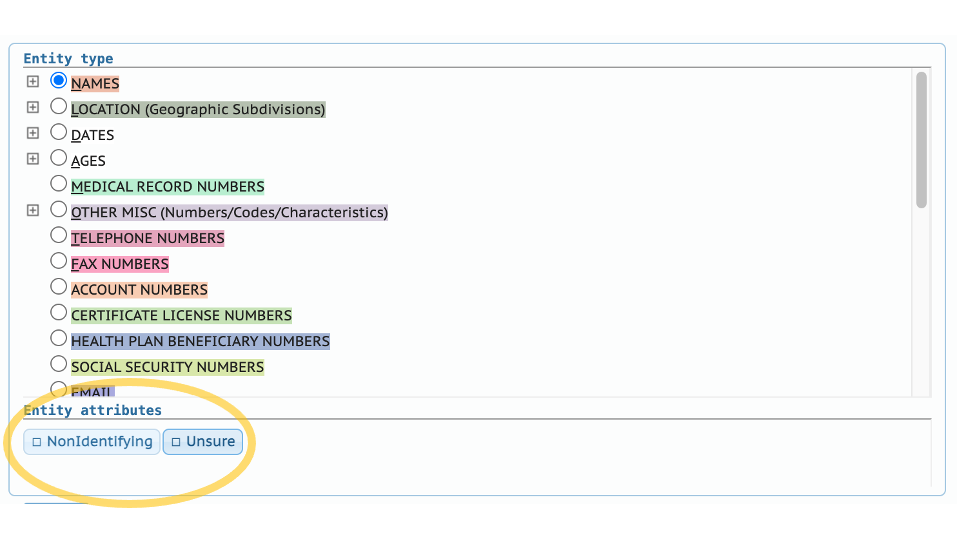 Entity type
NAMES
LOCATION (Geographic Subdivisions)
DATES
AGES
MEDICAL RECORD NUMBERS
OTHER MISC (Numbers/Codes/Characteristics)
TELEPHONE NUMBERS
FAX NUMBERS
ACCOUNT NUMBERS
CERTIFICATE LICENSE NUMBERS
HEALTH PLAN BENEFICIARY NUMBERS
SOCIAL SECURITY NUMBERS
EMAIL
Entity attributes
NonIdentifying Unsure